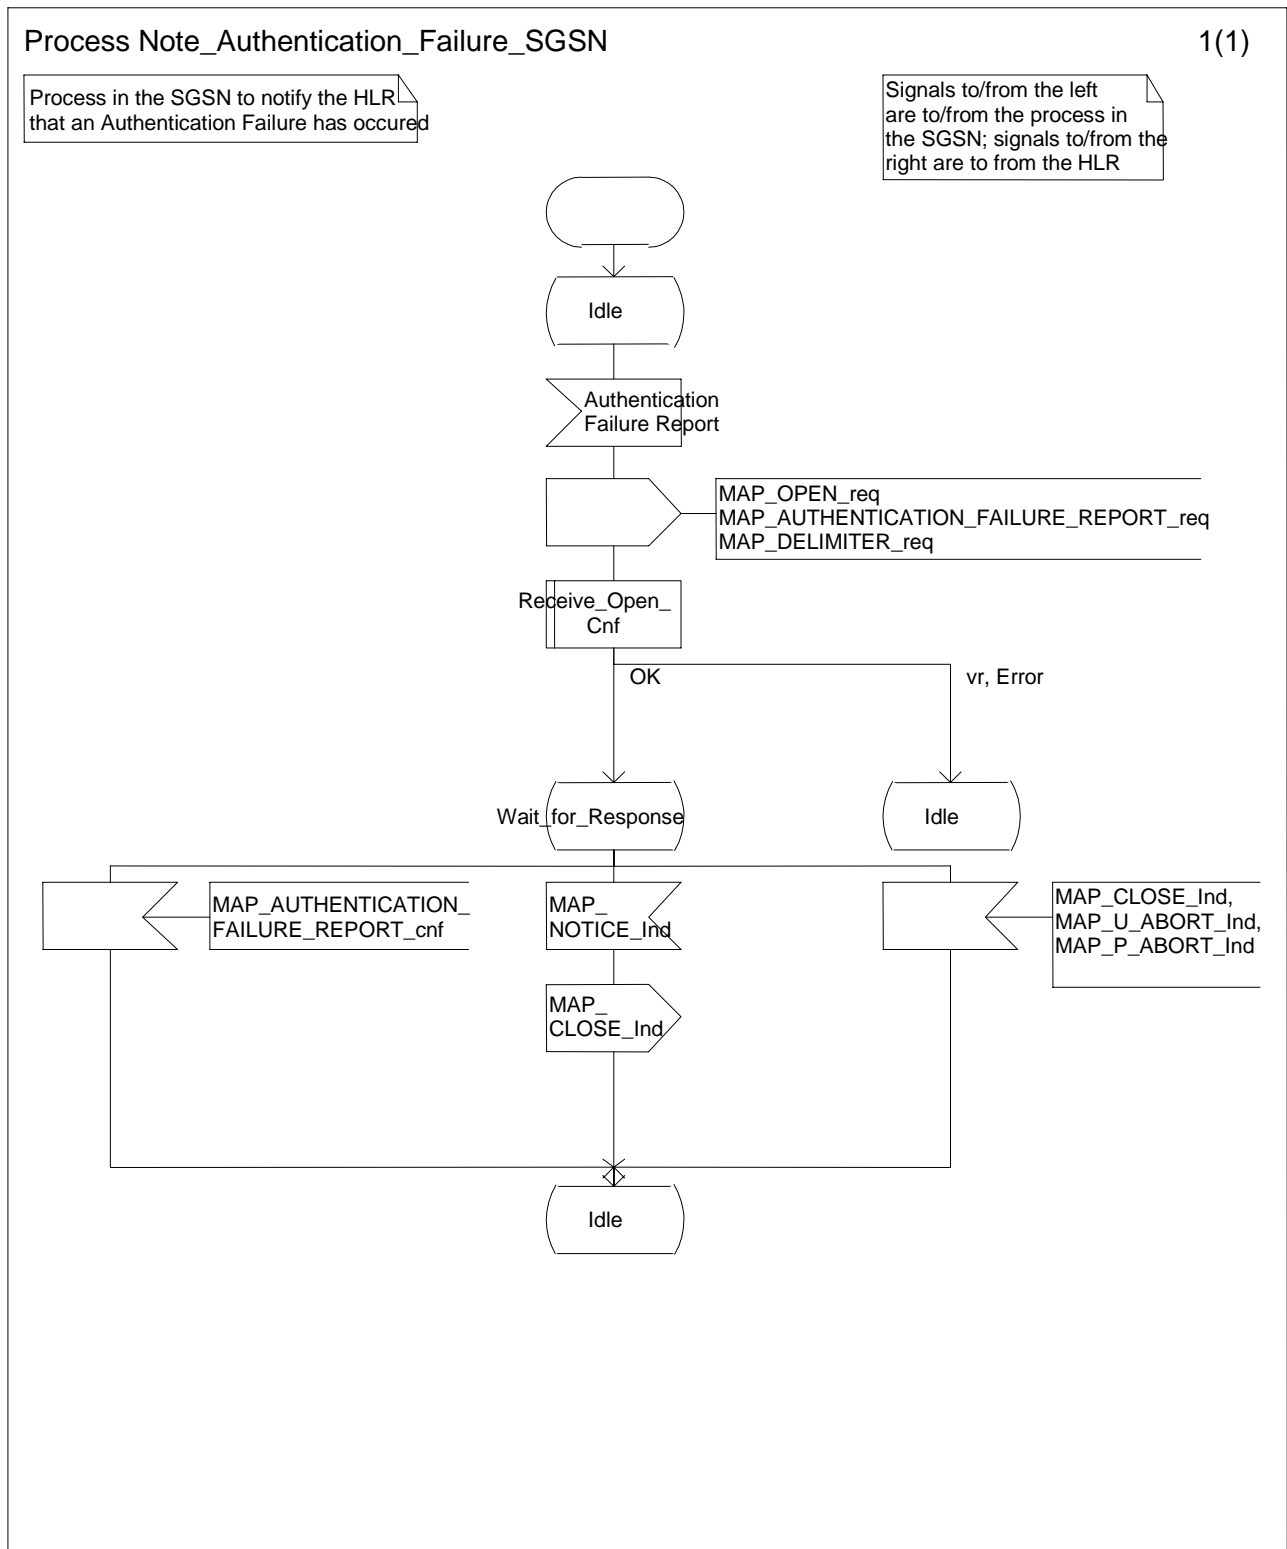 Process Note_Authentication_Failure_SGSN
1(1)
Process in the SGSN to notify the HLR
that an Authentication Failure has occured
Signals to/from the left
are to/from the process in
the SGSN; signals to/from the
right are to from the HLR
Idle
Authentication
Failure Report
MAP_OPEN_req
MAP_AUTHENTICATION_FAILURE_REPORT_req
MAP_DELIMITER_req
Receive_Open_
Cnf
OK
vr, Error
Wait_for_Response
Idle
MAP_AUTHENTICATION_
FAILURE_REPORT_cnf
MAP_
NOTICE_Ind
MAP_CLOSE_Ind,
MAP_U_ABORT_Ind,
MAP_P_ABORT_Ind
MAP_
CLOSE_Ind
Idle